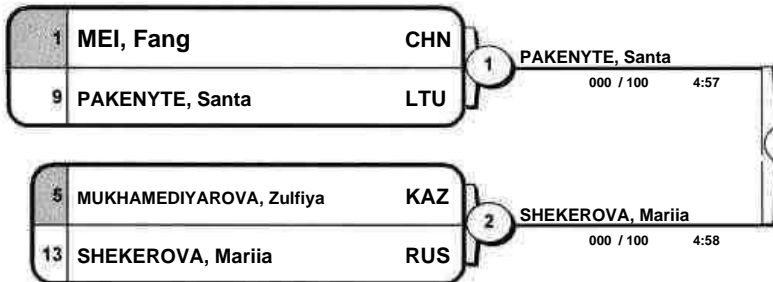 1 MEI, Fang CHN
9 PAKENYTE, Santa LTU
1 PAKENYTE, Santa
000 / 100 4:57
5 MUKHAMEDIYAROVA, Zulfiya KAZ
13 SHEKEROVA, Mariia RUS
2 SHEKEROVA, Mariia
000 / 100 4:58